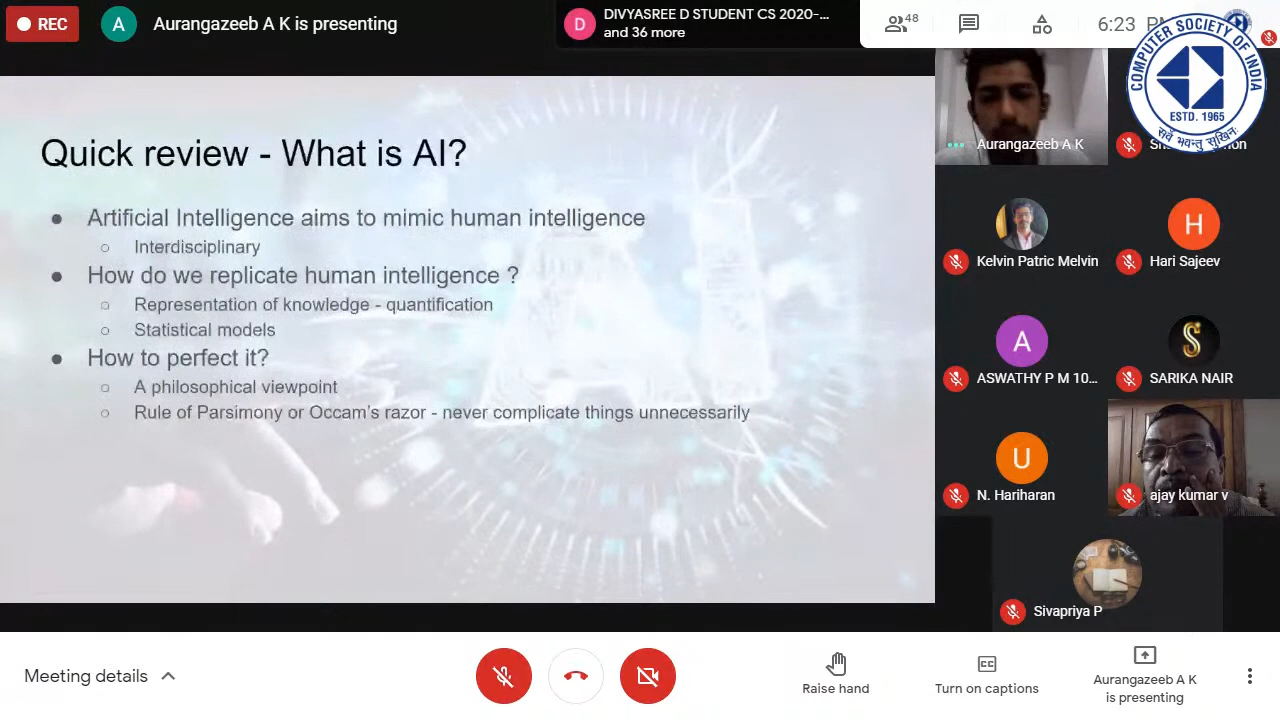 REC
A
Aurangazeeb A K is presenting
D
DIVYASREE D STUDENT CS 2020-...
and 36 more
48
6:23
COMPUTER SOCIETY OF INDIA
ESTD. 1965
सर्वे भवन्तु सुखिनः
Quick review - What is AI?
● Artificial Intelligence aims to mimic human intelligence
○ Interdisciplinary
● How do we replicate human intelligence ?
○ Representation of knowledge - quantification
○ Statistical models
● How to perfect it?
○ A philosophical viewpoint
○ Rule of Parsimony or Occam's razor - never complicate things unnecessarily
AI
Aurangazeeb A K
Kelvin Patric Melvin
H
Hari Sajeev
A
ASWATHY P M 10...
S
SARIKA NAIR
U
N. Hariharan
ajay kumar v
Sivapriya P
Meeting details
Raise hand
CC
Turn on captions
Aurangazeeb A K
is presenting